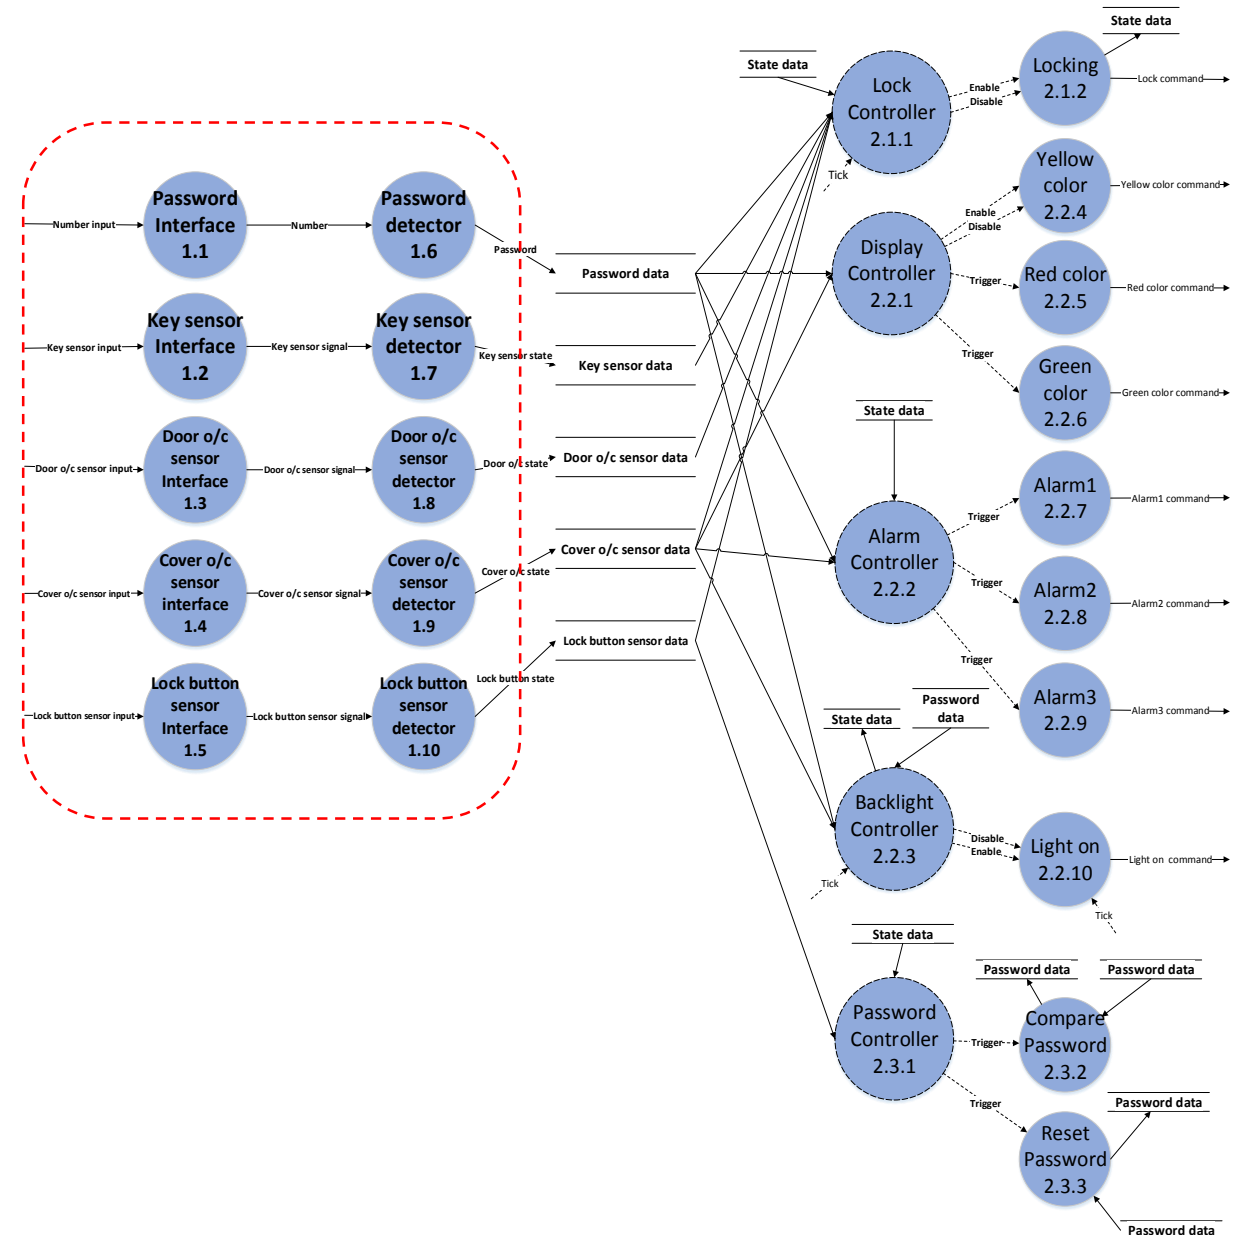 State data
State data
Locking
2.1.2
Lock command
Lock
Controller
2.1.1
Enable
Disable
Tick
Yellow
color
2.2.4
Yellow color command
Enable
Disable
Number input
Password
Interface
1.1
Number
Password
detector
1.6
Password
Password data
Display
Controller
2.2.1
Trigger
Red color
2.2.5
Red color command
Trigger
Green
color
2.2.6
Green color command
Key sensor input
Key sensor
Interface
1.2
Key sensor signal
Key sensor
detector
1.7
Key sensor state
Key sensor data
State data
Door o/c sensor input
Door o/c
sensor
Interface
1.3
Door o/c sensor signal
Door o/c
sensor
detector
1.8
Door o/c state
Door o/c sensor data
Alarm1
2.2.7
Alarm1 command
Trigger
Alarm
Controller
2.2.2
Trigger
Alarm2
2.2.8
Alarm2 command
Trigger
Cover o/c sensor input
Cover o/c
sensor
interface
1.4
Cover o/c sensor signal
Cover o/c
sensor
detector
1.9
Cover o/c state
Cover o/c sensor data
Lock button sensor data
Lock button sensor input
Lock button
sensor
Interface
1.5
Lock button sensor signal
Lock button
sensor
detector
1.10
Lock button state
Alarm3
2.2.9
Alarm3 command
Password
data
State data
Backlight
Controller
2.2.3
Disable
Enable
Tick
Light on
2.2.10
Light on command
Tick
State data
Password data
Password data
Password
Controller
2.3.1
Trigger
Compare
Password
2.3.2
Trigger
Password data
Reset
Password
2.3.3
Password data